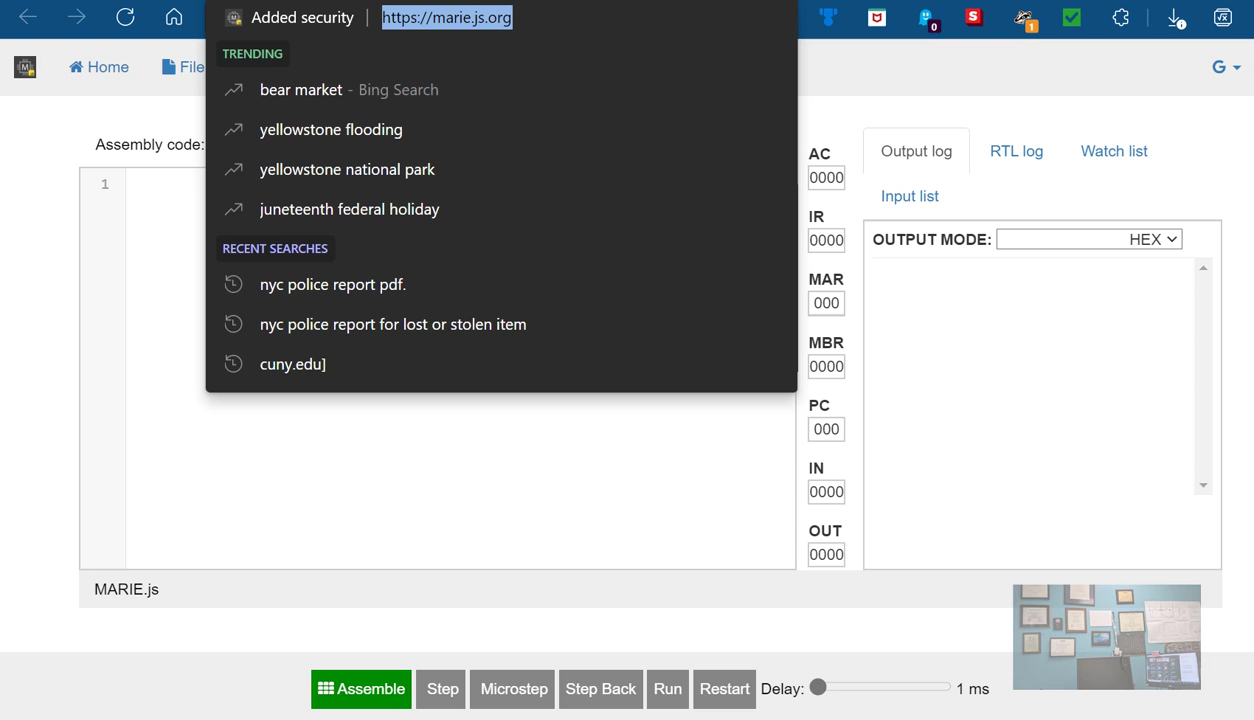 Added security | https://marie.js.org
TRENDING
bear market - Bing Search
yellowstone flooding
yellowstone national park
juneteenth federal holiday
RECENT SEARCHES
nyc police report pdf.
nyc police report for lost or stolen item
cuny.edu]
0
S
1
M
Home
File
G
Assembly code:
1
AC
0000
IR
0000
MAR
000
MBR
0000
PC
000
IN
0000
OUT
0000
Output log
RTL log
Watch list
Input list
OUTPUT MODE: HEX
MARIE.js
Assemble
Step
Microstep
Step Back
Run
Restart
Delay:
1 ms